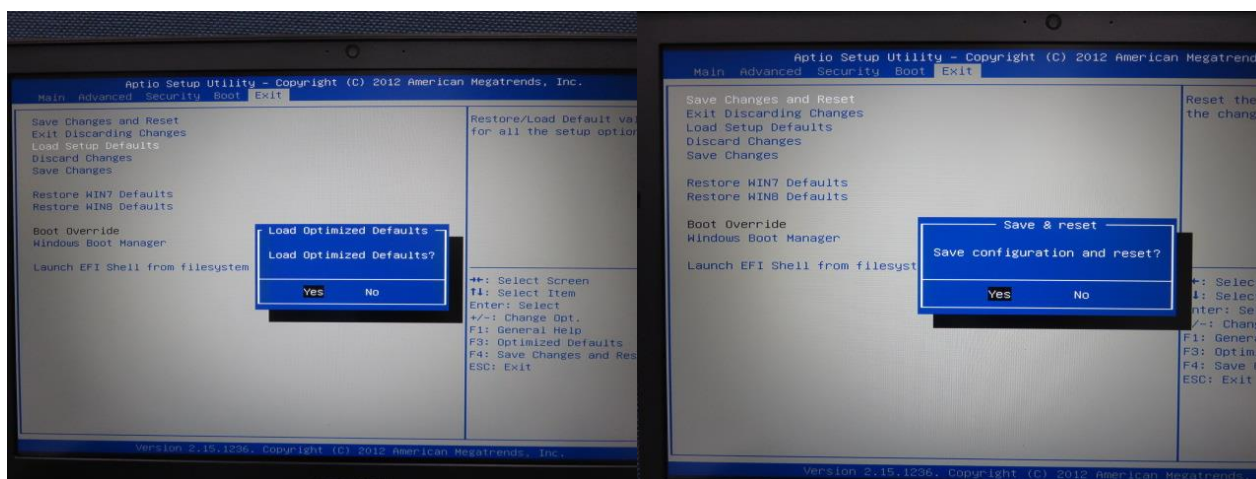 Aptio Setup Utility – Copyright (C) 2012 American Megatrends, Inc.
Main Advanced Security Boot Exit
Save Changes and Reset
Exit Discarding Changes
Load Setup Defaults
Discard Changes
Save Changes
Restore WIN7 Defaults
Restore WIN8 Defaults
Boot Override
Windows Boot Manager
Launch EFI Shell from filesystem
Load Optimized Defaults
Load Optimized Defaults?
Yes No
Restore/Load Default va
for all the setup option
: Select Screen
↑↓: Select Item
Enter: Select
+/-: Change Opt.
F1: General Help
F3: Optimized Defaults
F4: Save Changes and Res
ESC: Exit
Version 2.15.1236. Copyright (C) 2012 American Megatrends, Inc.
Aptio Setup Utility – Copyright (C) 2012 American Megatrend
Main Advanced Security Boot Exit
Save Changes and Reset
Exit Discarding Changes
Load Setup Defaults
Discard Changes
Save Changes
Restore WIN7 Defaults
Restore WIN8 Defaults
Boot Override
Windows Boot Manager
Launch EFI Shell from filesyst
Save & reset
Save configuration and reset?
Yes No
Reset the
the chang
: Selec
: Selec
nter: Se
/-: Chan
F1: Genera
F3: Optim
F4: Save
ESC: Exit
Version 2.15.1236. Copyright (C) 2012 American Megatrends